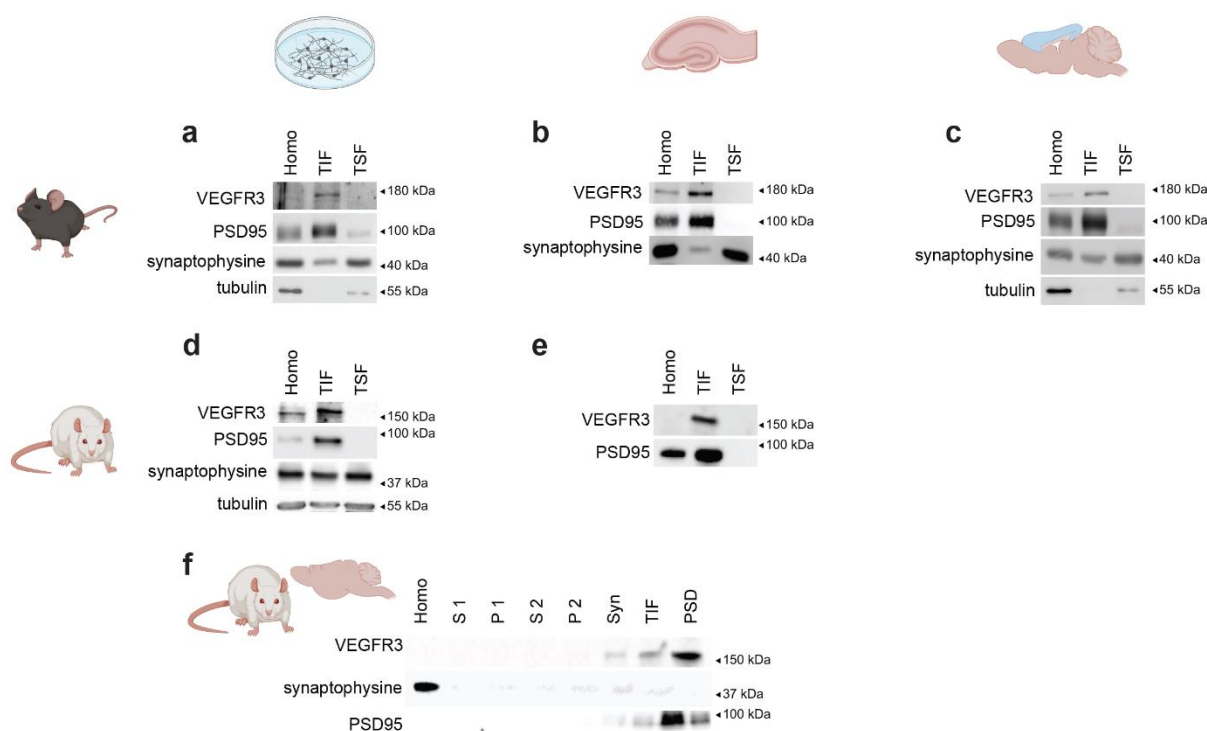 a
Homo TIF TSF
VEGFR3 ◂180 kDa
PSD95 ◂100 kDa
synaptophysine ◂40 kDa
tubulin ◂55 kDa
b
Homo TIF TSF
VEGFR3 ◂180 kDa
PSD95 ◂100 kDa
synaptophysine ◂40 kDa
c
Homo TIF TSF
VEGFR3 ◂180 kDa
PSD95 ◂100 kDa
synaptophysine ◂40 kDa
tubulin ◂55 kDa
d
Homo TIF TSF
VEGFR3 ◂150 kDa
PSD95 ◂100 kDa
synaptophysine ◂37 kDa
tubulin ◂55 kDa
e
Homo TIF TSF
VEGFR3 ◂150 kDa
PSD95 ◂100 kDa
f
Homo S 1 P 1 S 2 P 2 Syn TIF PSD
VEGFR3 ◂150 kDa
synaptophysine ◂37 kDa
PSD95 ◂100 kDa